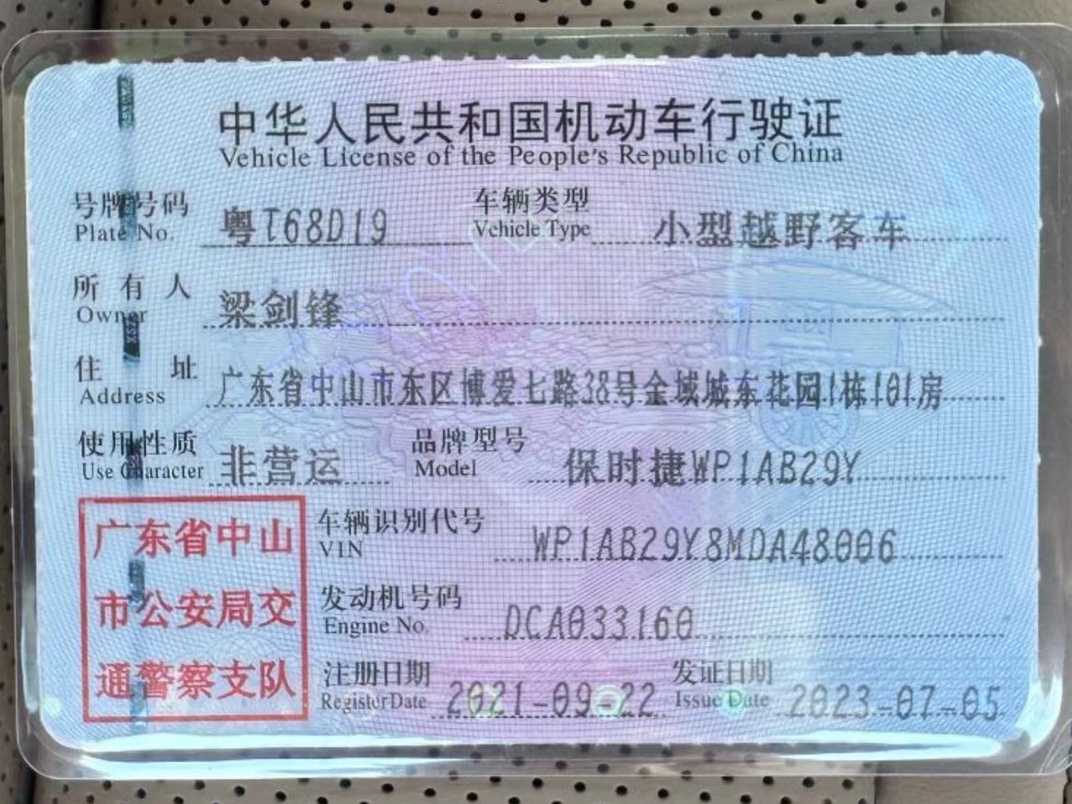 中华人民共和国机动车行驶证
Vehicle License of the People's Republic of China
号牌号码 粤T68D19 车辆类型 小型越野客车
Plate No. Vehicle Type
所有人 梁剑锋
Owner
住址 广东省中山市东区博爱七路38号金域城东花园1栋101房
Address
使用性质 非营运 品牌型号 保时捷WP1AB29Y
Use Character Model
广东省中山
市公安局交
通警察支队
车辆识别代号 WP1AB29Y8MDA48006
VIN
发动机号码 DCA033160
Engine No.
注册日期 2021-09-22 发证日期 2023-07-05
Register Date Issue Date